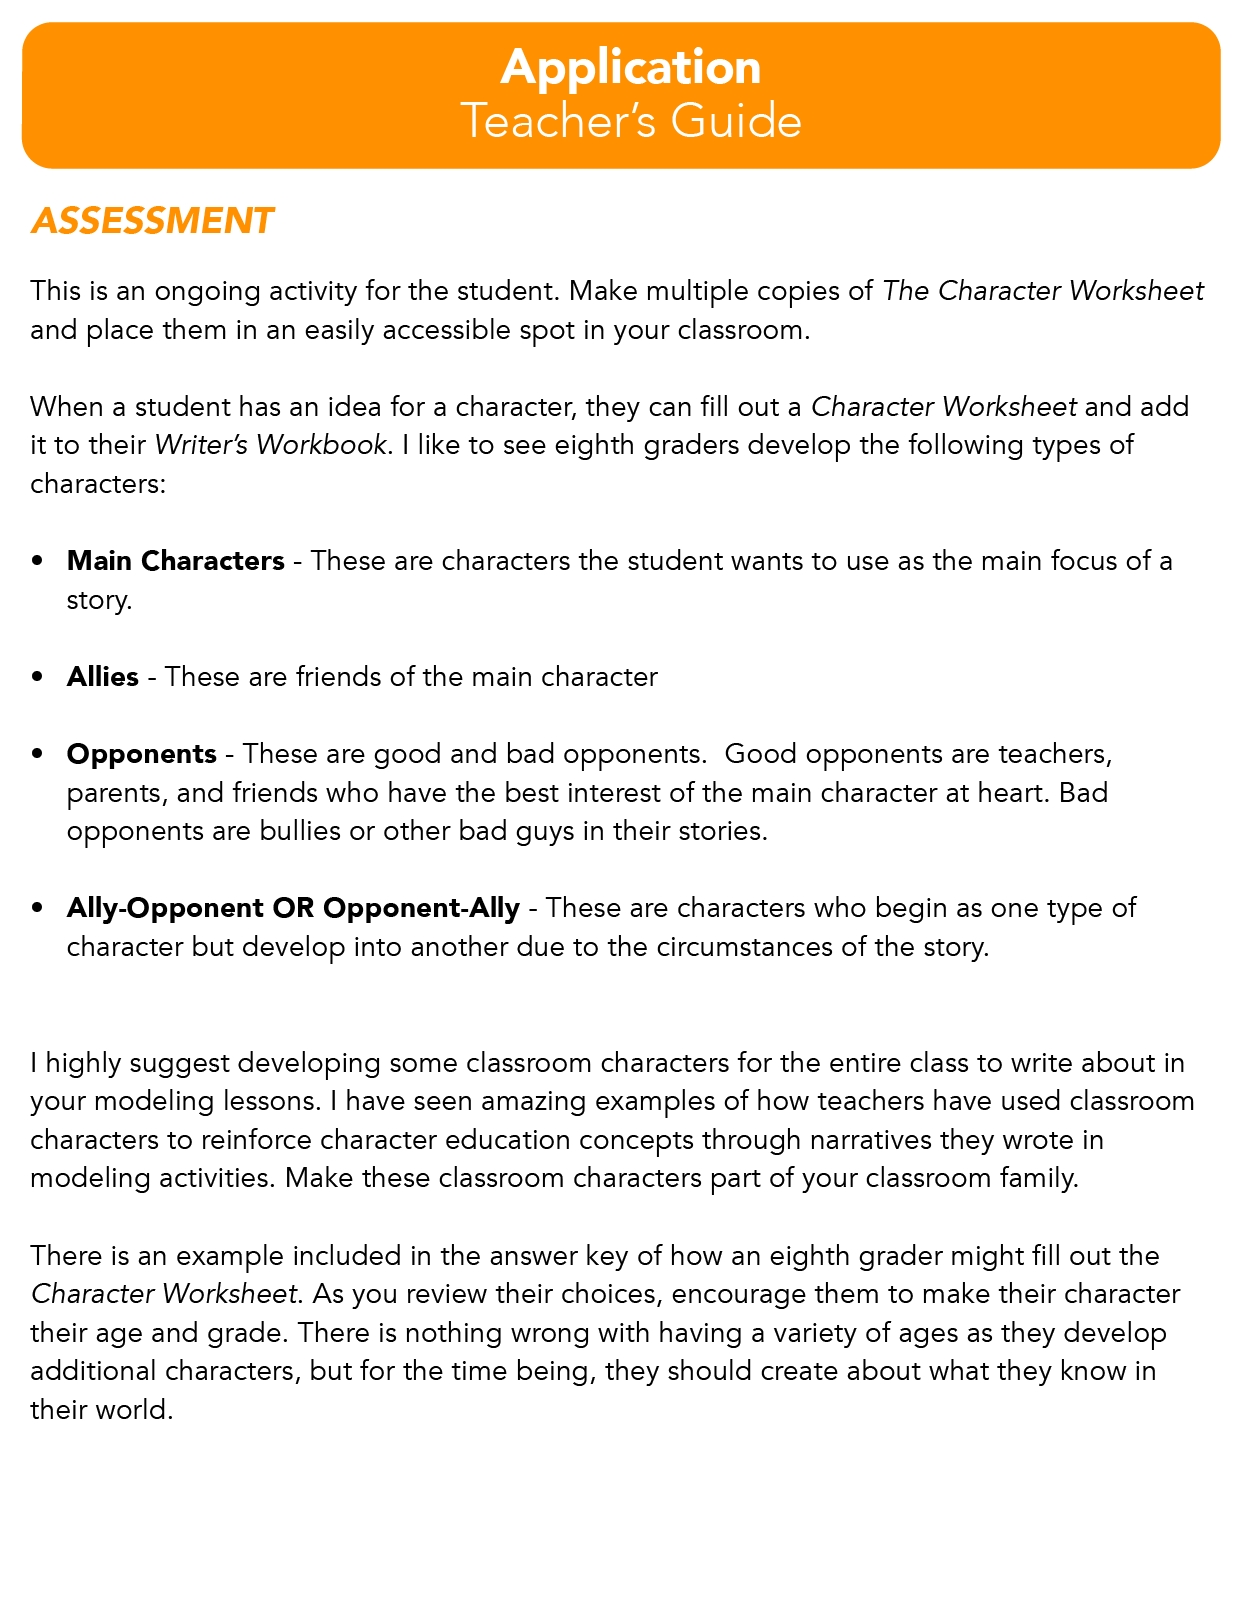 Application
Teacher’s Guide
ASSESSMENT
This is an ongoing activity for the student. Make multiple copies of The Character Worksheet
and place them in an easily accessible spot in your classroom.
When a student has an idea for a character, they can fill out a Character Worksheet and add
it to their Writer’s Workbook. I like to see eighth graders develop the following types of
characters:
• Main Characters - These are characters the student wants to use as the main focus of a
story.
• Allies - These are friends of the main character
• Opponents - These are good and bad opponents.  Good opponents are teachers,
parents, and friends who have the best interest of the main character at heart. Bad
opponents are bullies or other bad guys in their stories.
• Ally-Opponent OR Opponent-Ally - These are characters who begin as one type of
character but develop into another due to the circumstances of the story.
I highly suggest developing some classroom characters for the entire class to write about in
your modeling lessons. I have seen amazing examples of how teachers have used classroom
characters to reinforce character education concepts through narratives they wrote in
modeling activities. Make these classroom characters part of your classroom family.
There is an example included in the answer key of how an eighth grader might fill out the
Character Worksheet. As you review their choices, encourage them to make their character
their age and grade. There is nothing wrong with having a variety of ages as they develop
additional characters, but for the time being, they should create about what they know in
their world.